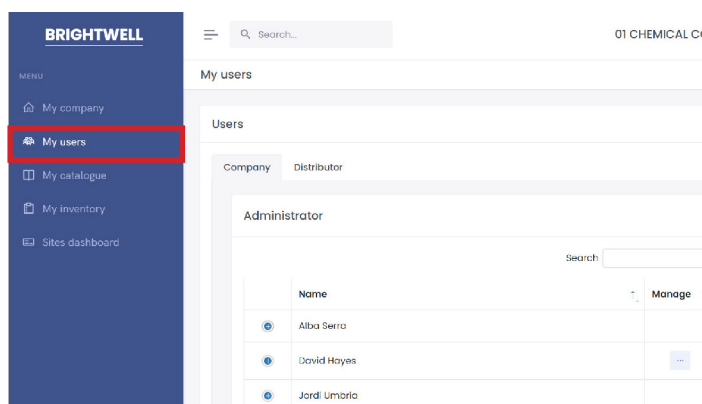 BRIGHTWELL
Search...
01 CHEMICAL CO
MENU
My company
My users
My catalogue
My inventory
Sites dashboard
My users
Users
Company Distributor
Administrator
Search
Name Manage
Alba Serra
David Hayes
...
Jordi Umbria